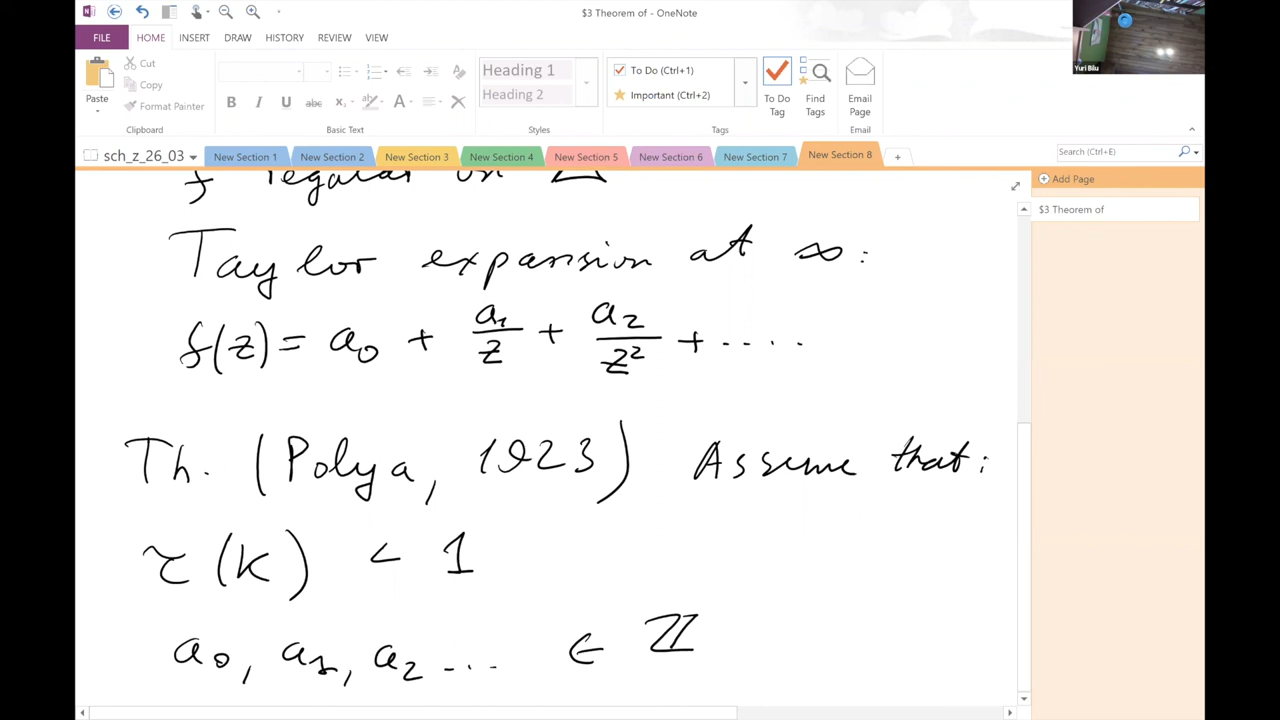 $3 Theorem of - OneNote
FILE HOME INSERT DRAW HISTORY REVIEW VIEW
Paste
Cut
Copy
Format Painter
Clipboard
B I U abc
Basic Text
Heading 1
Heading 2
Styles
To Do (Ctrl+1)
Important (Ctrl+2)
To Do Tag
Find Tags
Tags
Email Page
Email
Yuri Bilu
sch_z_26_03 New Section 1 New Section 2 New Section 3 New Section 4 New Section 5 New Section 6 New Section 7 New Section 8
Search (Ctrl+E)
Add Page
$3 Theorem of
f regular on
Taylor expansion at ∞:
f(z) = a₀ + a₁/z + a₂/z² + ....
Th. (Polya, 1923) Assume that:
τ(K) < 1
a₀, a₁, a₂ ... ∈ ℤ